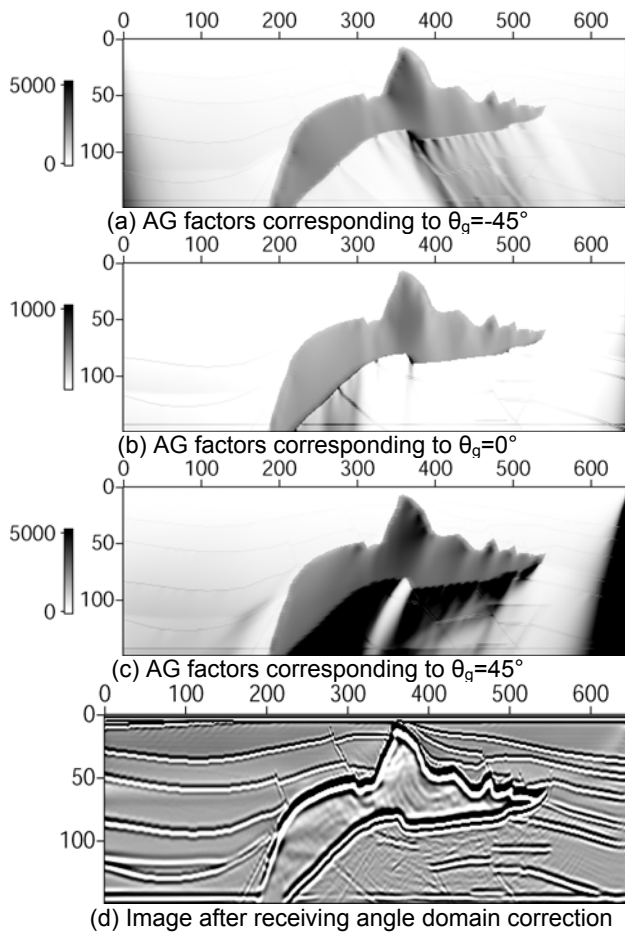 0 100 200 300 400 500 600
0
5000
50
0
100
(a) AG factors corresponding to θg=-45°
0 100 200 300 400 500 600
0
1000
50
0
100
(b) AG factors corresponding to θg=0°
0 100 200 300 400 500 600
0
5000
50
0
100
(c) AG factors corresponding to θg=45°
0 100 200 300 400 500 600
0
50
100
(d) Image after receiving angle domain correction